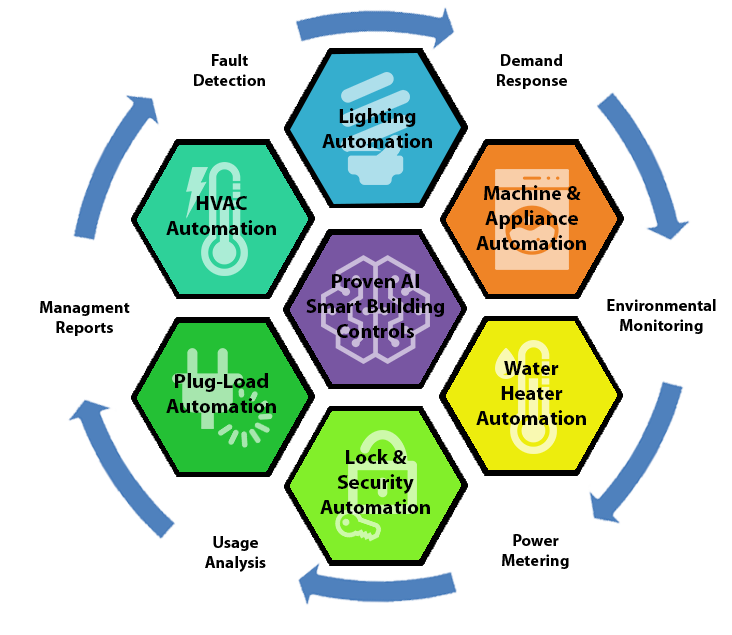 Fault
Detection
Demand
Response
Lighting
Automation
HVAC
Automation
Machine &
Appliance
Automation
Proven AI
Smart Building
Controls
Managment
Reports
Environmental
Monitoring
Plug-Load
Automation
Water
Heater
Automation
Lock &
Security
Automation
Usage
Analysis
Power
Metering